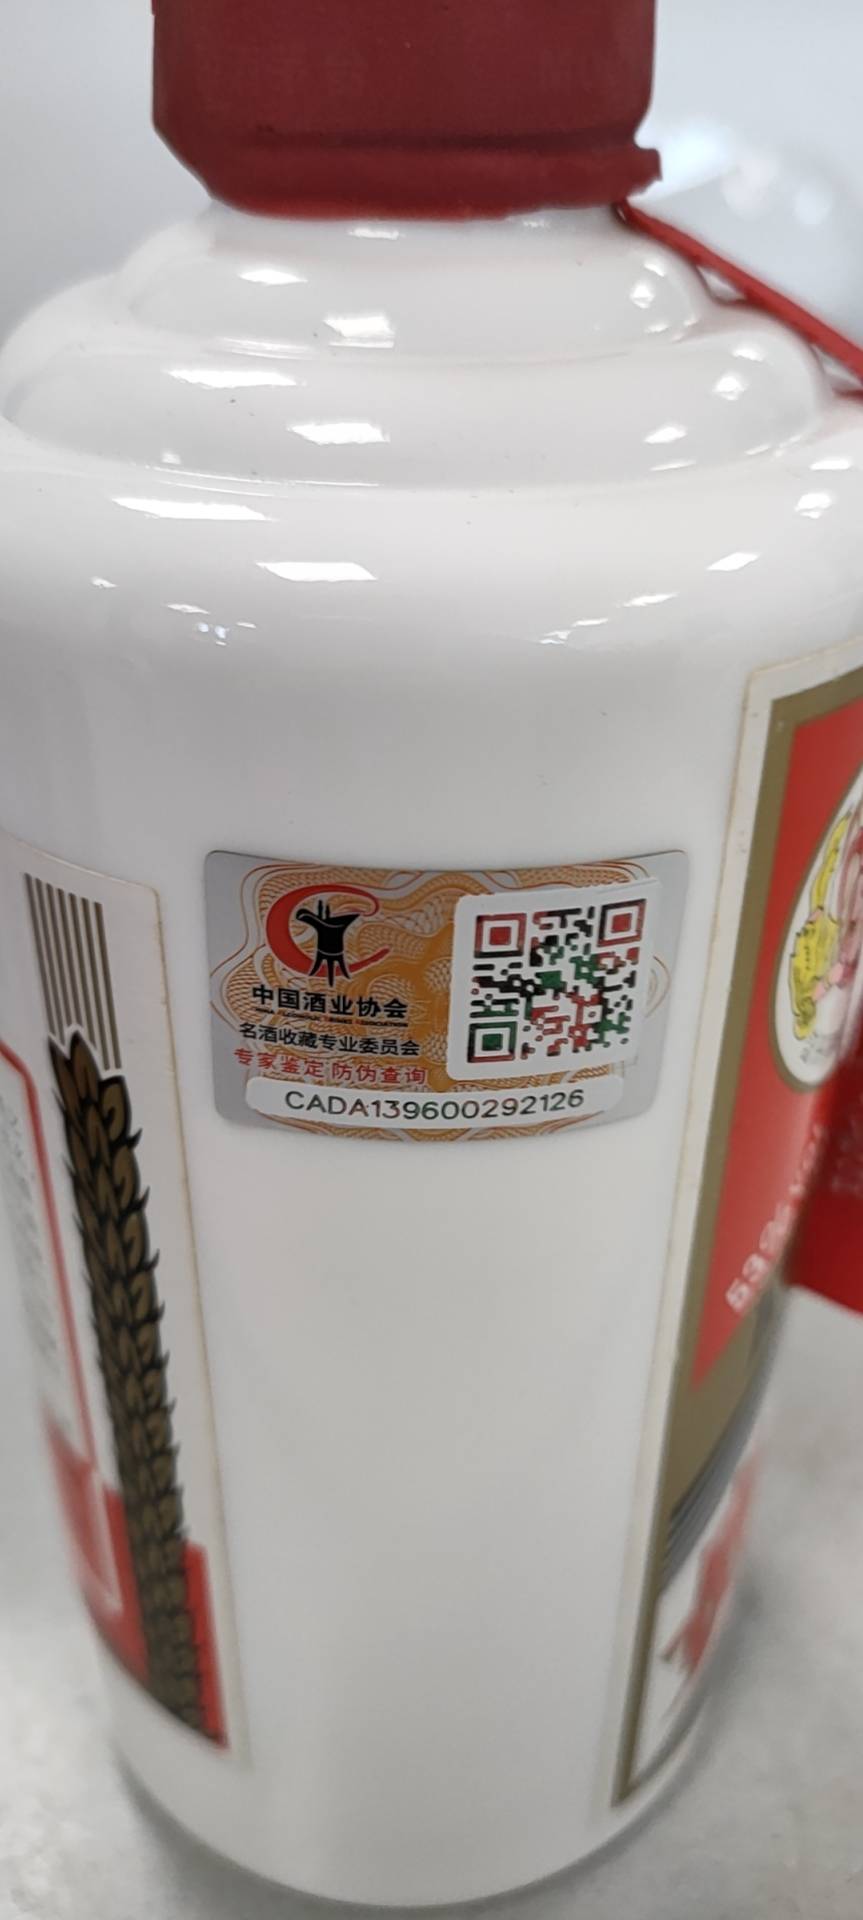 中国酒业协会
名酒收藏专业委员会
专家鉴定 防伪查询
CADA139600292126
53%